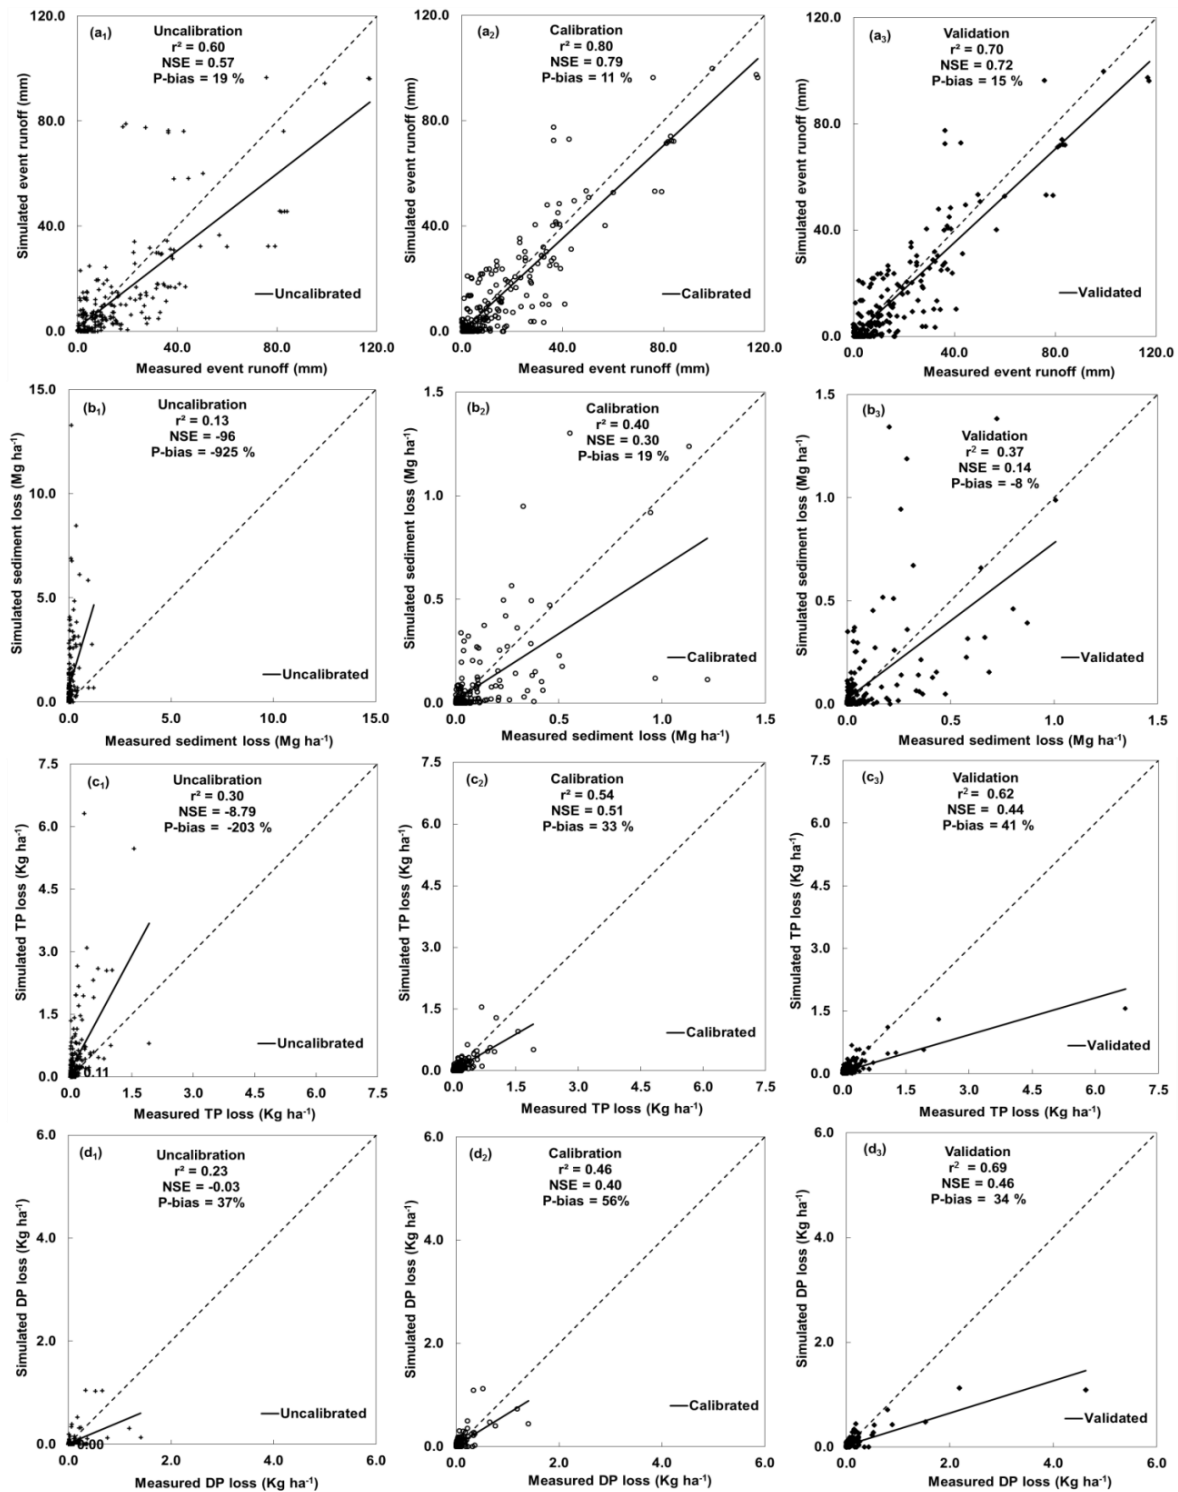 (a₁)
Uncalibration
r² = 0.60
NSE = 0.57
P-bias = 19 %
120.0
80.0
40.0
0.0
0.0 40.0 80.0 120.0
Simulated event runoff (mm)
Measured event runoff (mm)
Uncalibrated
(a₂)
Calibration
r² = 0.80
NSE = 0.79
P-bias = 11 %
120.0
80.0
40.0
0.0
0.0 40.0 80.0 120.0
Simulated event runoff (mm)
Measured event runoff (mm)
Calibrated
(a₃)
Validation
r² = 0.70
NSE = 0.72
P-bias = 15 %
120.0
80.0
40.0
0.0
0.0 40.0 80.0 120.0
Simulated event runoff (mm)
Measured event runoff (mm)
Validated
(b₁)
Uncalibration
r² = 0.13
NSE = -96
P-bias = -925 %
15.0
10.0
5.0
0.0
0.0 5.0 10.0 15.0
Simulated sediment loss (Mg ha⁻¹)
Measured sediment loss (Mg ha⁻¹)
Uncalibrated
(b₂)
Calibration
r² = 0.40
NSE = 0.30
P-bias = 19 %
1.5
1.0
0.5
0.0
0.0 0.5 1.0 1.5
Simulated sediment loss (Mg ha⁻¹)
Measured sediment loss (Mg ha⁻¹)
Calibrated
(b₃)
Validation
r² = 0.37
NSE = 0.14
P-bias = -8 %
1.5
1.0
0.5
0.0
0.0 0.5 1.0 1.5
Simulated sediment loss (Mg ha⁻¹)
Measured sediment loss (Mg ha⁻¹)
Validated
(c₁)
Uncalibration
r² = 0.30
NSE = -8.79
P-bias = -203 %
7.5
6.0
4.5
3.0
1.5
0.0
0.11
0.0 1.5 3.0 4.5 6.0 7.5
Simulated TP loss (Kg ha⁻¹)
Measured TP loss (Kg ha⁻¹)
Uncalibrated
(c₂)
Calibration
r² = 0.54
NSE = 0.51
P-bias = 33 %
7.5
6.0
4.5
3.0
1.5
0.0
0.0 1.5 3.0 4.5 6.0 7.5
Simulated TP loss (Kg ha⁻¹)
Measured TP loss (Kg ha⁻¹)
Calibrated
(c₃)
Validation
r² = 0.62
NSE = 0.44
P-bias = 41 %
7.5
6.0
4.5
3.0
1.5
0.0
0.0 1.5 3.0 4.5 6.0 7.5
Simulated TP loss (Kg ha⁻¹)
Measured TP loss (Kg ha⁻¹)
Validated
(d₁)
Uncalibration
r² = 0.23
NSE = -0.03
P-bias = 37%
6.0
4.0
2.0
0.0
0.00
0.0 2.0 4.0 6.0
Simulated DP loss (Kg ha⁻¹)
Measured DP loss (Kg ha⁻¹)
Uncalibrated
(d₂)
Calibration
r² = 0.46
NSE = 0.40
P-bias = 56%
6.0
4.0
2.0
0.0
0.0 2.0 4.0 6.0
Simulated DP loss (Kg ha⁻¹)
Measured DP loss (Kg ha⁻¹)
Calibrated
(d₃)
Validation
r² = 0.69
NSE = 0.46
P-bias = 34 %
6.0
4.0
2.0
0.0
0.0 2.0 4.0 6.0
Simulated DP loss (Kg ha⁻¹)
Measured DP loss (Kg ha⁻¹)
Validated